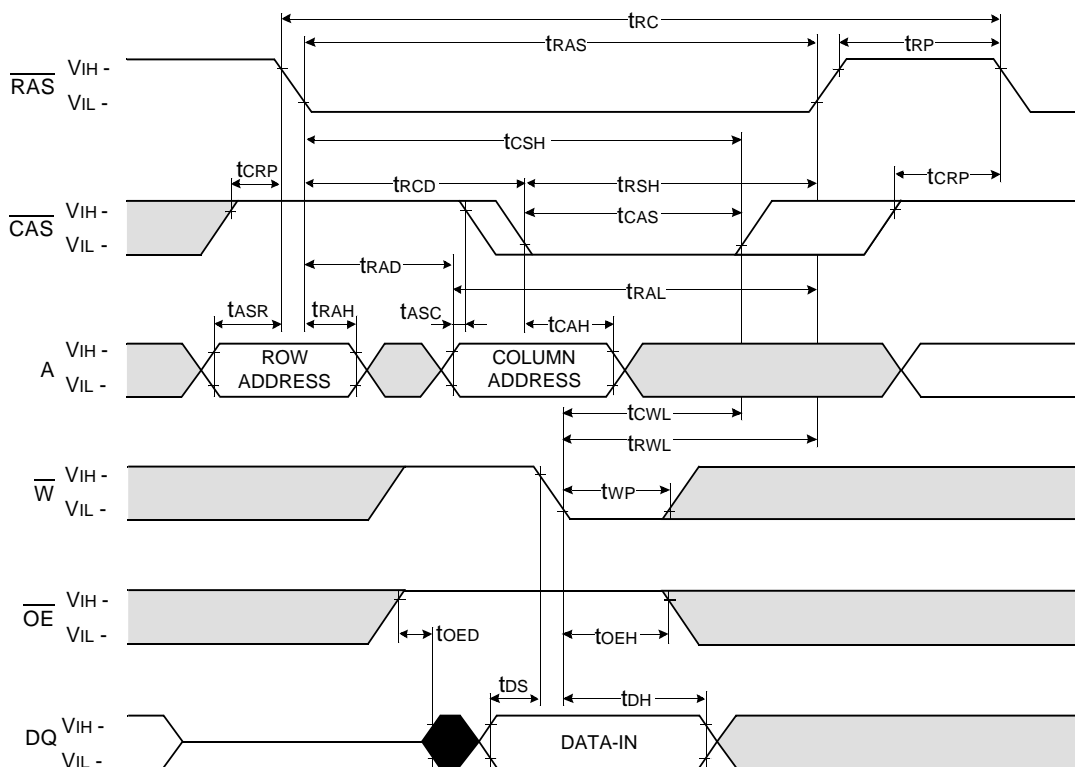 tRC
tRAS
tRP
RAS
VIH -
VIL -
tCSH
tCRP
tRCD
tRSH
tCRP
CAS
VIH -
VIL -
tCAS
tRAD
tRAL
tASR
tRAH
tASC
tCAH
A
VIH -
VIL -
ROW
ADDRESS
COLUMN
ADDRESS
tCWL
tRWL
W
VIH -
VIL -
tWP
OE
VIH -
VIL -
tOED
tOEH
tDS
tDH
DQ
VIH -
VIL -
DATA-IN